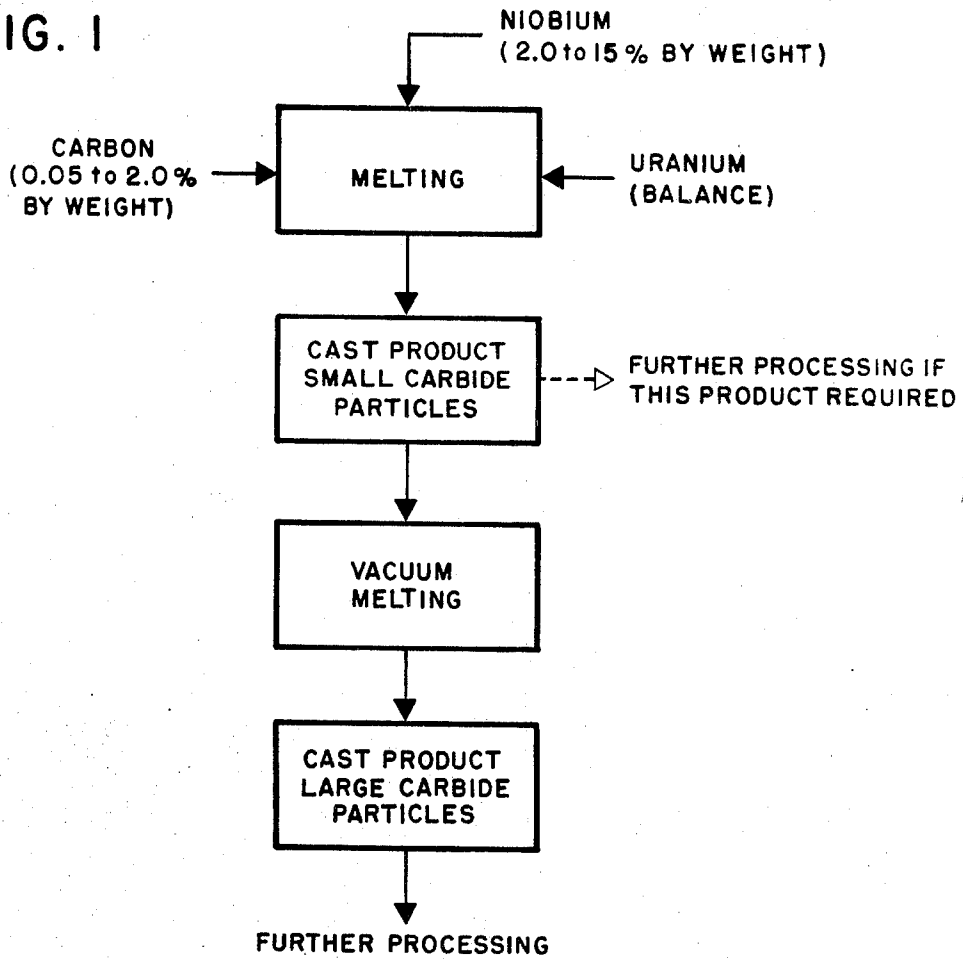 IG. 1
NIOBIUM
(2.0 to 15% BY WEIGHT)
CARBON
(0.05 to 2.0%
BY WEIGHT)
MELTING
URANIUM
(BALANCE)
CAST PRODUCT
SMALL CARBIDE
PARTICLES
FURTHER PROCESSING IF
THIS PRODUCT REQUIRED
VACUUM
MELTING
CAST PRODUCT
LARGE CARBIDE
PARTICLES
FURTHER PROCESSING